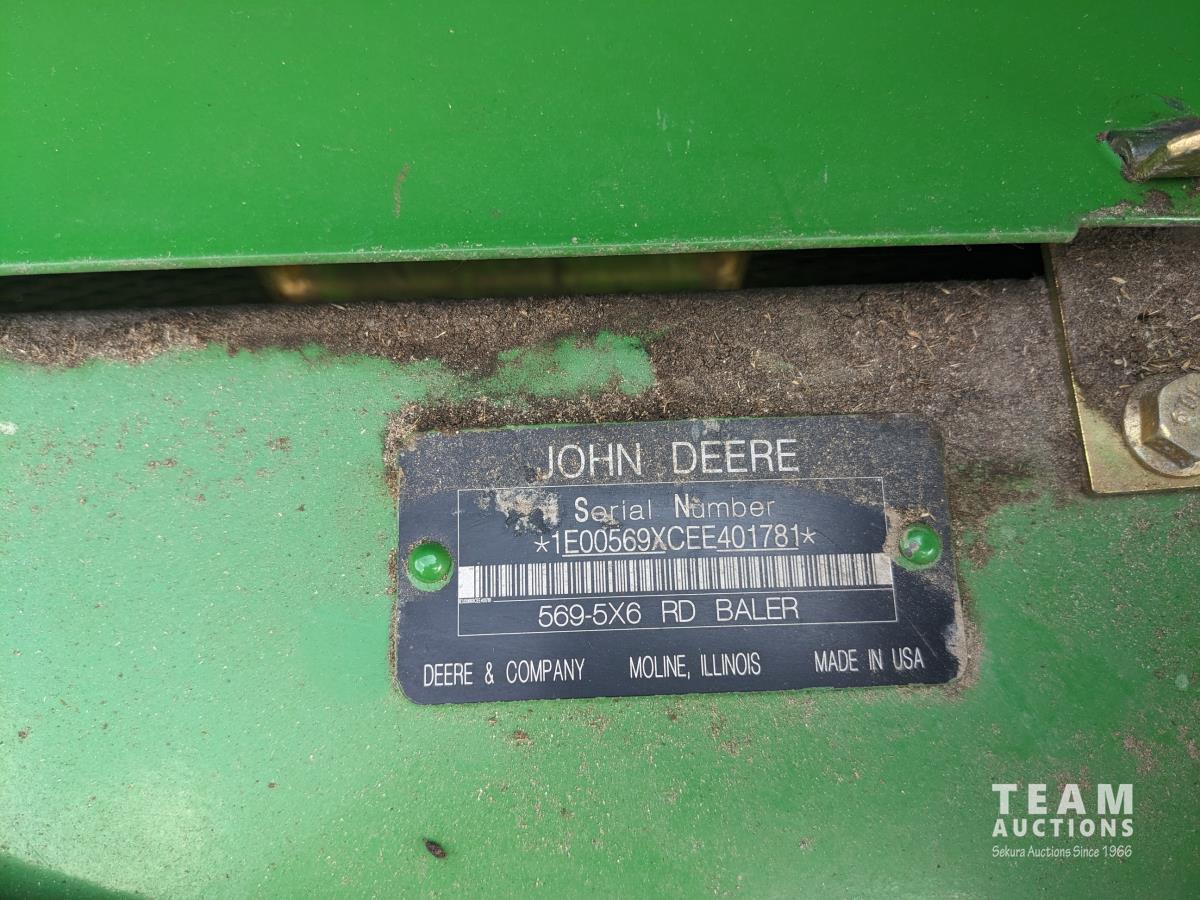 JOHN DEERE
Serial Number
*1E00569XCEE401781*
569-5X6 RD BALER
DEERE & COMPANY MOLINE, ILLINOIS MADE IN USA
TEAM
AUCTIONS
Sekura Auctions Since 1966